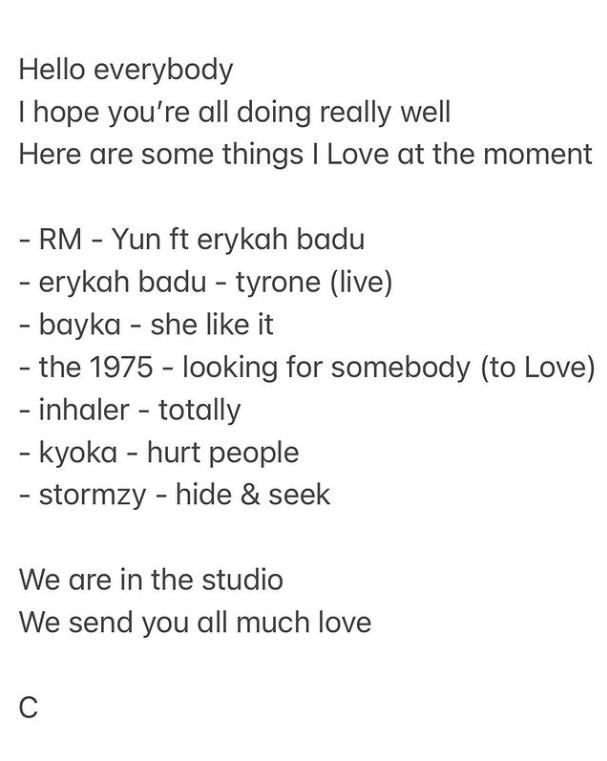 Hello everybody
I hope you're all doing really well
Here are some things I Love at the moment
- RM - Yun ft erykah badu
- erykah badu - tyrone (live)
- bayka - she like it
- the 1975 - looking for somebody (to Love)
- inhaler - totally
- kyoka - hurt people
- stormzy - hide & seek
We are in the studio
We send you all much love
C